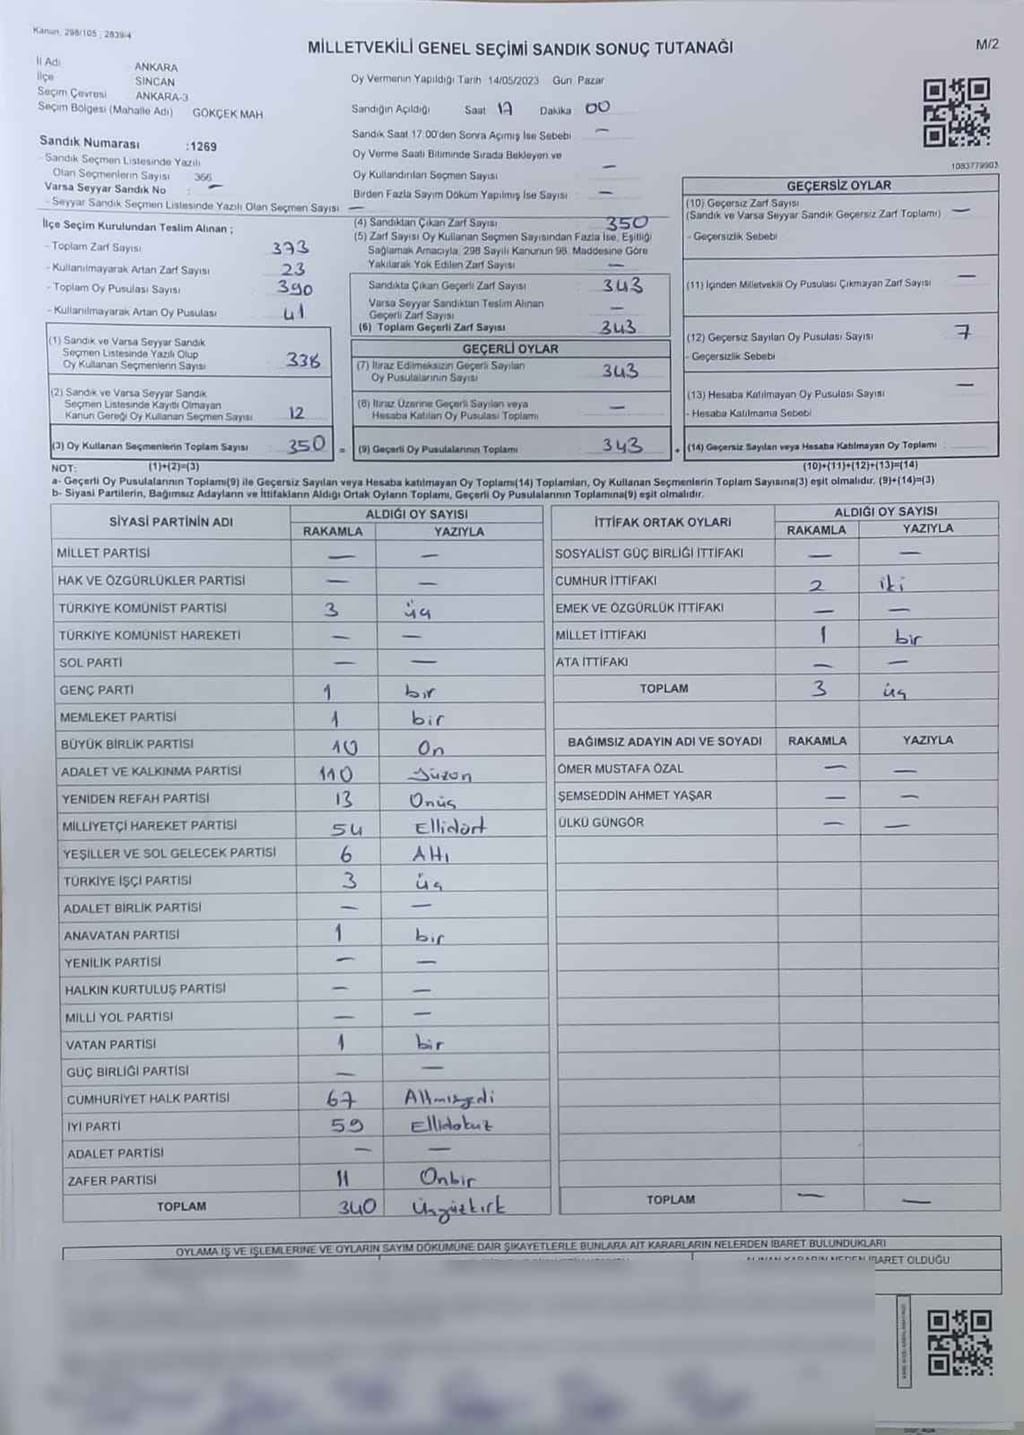 Kanun: 298/105 ; 2839/4
MİLLETVEKİLİ GENEL SEÇİMİ SANDIK SONUÇ TUTANAĞI
M/2
İl Adı ANKARA
İlçe SİNCAN
Seçim Çevresi ANKARA-3
Seçim Bölgesi (Mahalle Adı) GÖKÇEK MAH
Sandık Numarası :1269
- Sandık Seçmen Listesinde Yazılı
Olan Seçmenlerin Sayısı 366
Varsa Seyyar Sandık No : —
- Seyyar Sandık Seçmen Listesinde Yazılı Olan Seçmen Sayısı —
İlçe Seçim Kurulundan Teslim Alınan ;
- Toplam Zarf Sayısı 373
- Kullanılmayarak Artan Zarf Sayısı 23
- Toplam Oy Pusulası Sayısı 390
- Kullanılmayarak Artan Oy Pusulası 41
(1) Sandık ve Varsa Seyyar Sandık
Seçmen Listesinde Yazılı Olup
Oy Kullanan Seçmenlerin Sayısı 338
(2) Sandık ve Varsa Seyyar Sandık
Seçmen Listesinde Kayıtlı Olmayan
Kanun Gereği Oy Kullanan Seçmen Sayısı 12
(3) Oy Kullanan Seçmenlerin Toplam Sayısı 350 =
Oy Vermenin Yapıldığı Tarih 14/05/2023 Gün Pazar
Sandığın Açıldığı Saat 17 Dakika 00
Sandık Saat 17:00'den Sonra Açılmış İse Sebebi —
Oy Verme Saati Bitiminde Sırada Bekleyen ve
Oy Kullandırılan Seçmen Sayısı —
Birden Fazla Sayım Döküm Yapılmış İse Sayısı —
(4) Sandıktan Çıkan Zarf Sayısı 350
(5) Zarf Sayısı Oy Kullanan Seçmen Sayısından Fazla İse, Eşitliği
Sağlamak Amacıyla, 298 Sayılı Kanunun 98. Maddesine Göre
Yakılarak Yok Edilen Zarf Sayısı —
Sandıkta Çıkan Geçerli Zarf Sayısı 343
Varsa Seyyar Sandıktan Teslim Alınan
Geçerli Zarf Sayısı —
(6) Toplam Geçerli Zarf Sayısı 343
GEÇERLİ OYLAR
(7) İtiraz Edilmeksizin Geçerli Sayılan
Oy Pusulalarının Sayısı 343
(8) İtiraz Üzerine Geçerli Sayılan veya
Hesaba Katılan Oy Pusulası Toplamı —
(9) Geçerli Oy Pusulalarının Toplamı 343 +
1083779903
GEÇERSİZ OYLAR
(10) Geçersiz Zarf Sayısı
(Sandık ve Varsa Seyyar Sandık Geçersiz Zarf Toplamı) —
- Geçersizlik Sebebi
(11) İçinden Milletvekili Oy Pusulası Çıkmayan Zarf Sayısı —
(12) Geçersiz Sayılan Oy Pusulası Sayısı 7
- Geçersizlik Sebebi
(13) Hesaba Katılmayan Oy Pusulası Sayısı —
- Hesaba Katılmama Sebebi
(14) Geçersiz Sayılan veya Hesaba Katılmayan Oy Toplamı
NOT: (1)+(2)=(3) (10)+(11)+(12)+(13)=(14)
a- Geçerli Oy Pusulalarının Toplamı(9) ile Geçersiz Sayılan veya Hesaba katılmayan Oy Toplamı(14) Toplamları, Oy Kullanan Seçmenlerin Toplam Sayısına(3) eşit olmalıdır. (9)+(14)=(3)
b- Siyasi Partilerin, Bağımsız Adayların ve İttifakların Aldığı Ortak Oyların Toplamı, Geçerli Oy Pusulalarının Toplamına(9) eşit olmalıdır.
SİYASİ PARTİNİN ADI ALDIĞI OY SAYISI
RAKAMLA YAZIYLA
MİLLET PARTİSİ — —
HAK VE ÖZGÜRLÜKLER PARTİSİ — —
TÜRKİYE KOMÜNİST PARTİSİ 3 üç
TÜRKİYE KOMÜNİST HAREKETİ — —
SOL PARTİ — —
GENÇ PARTİ 1 bir
MEMLEKET PARTİSİ 1 bir
BÜYÜK BİRLİK PARTİSİ 10 On
ADALET VE KALKINMA PARTİSİ 110 Yüzon
YENİDEN REFAH PARTİSİ 13 Onüç
MİLLİYETÇİ HAREKET PARTİSİ 54 Ellidört
YEŞİLLER VE SOL GELECEK PARTİSİ 6 Altı
TÜRKİYE İŞÇİ PARTİSİ 3 üç
ADALET BİRLİK PARTİSİ — —
ANAVATAN PARTİSİ 1 bir
YENİLİK PARTİSİ — —
HALKIN KURTULUŞ PARTİSİ — —
MİLLİ YOL PARTİSİ — —
VATAN PARTİSİ 1 bir
GÜÇ BİRLİĞİ PARTİSİ — —
CUMHURİYET HALK PARTİSİ 67 Altmışyedi
İYİ PARTİ 59 Ellidokuz
ADALET PARTİSİ — —
ZAFER PARTİSİ 11 Onbir
TOPLAM 340 Üçyüzkırk
İTTİFAK ORTAK OYLARI ALDIĞI OY SAYISI
RAKAMLA YAZIYLA
SOSYALİST GÜÇ BİRLİĞİ İTTİFAKI — —
CUMHUR İTTİFAKI 2 iki
EMEK VE ÖZGÜRLÜK İTTİFAKI — —
MİLLET İTTİFAKI 1 bir
ATA İTTİFAKI — —
TOPLAM 3 üç
BAĞIMSIZ ADAYIN ADI VE SOYADI RAKAMLA YAZIYLA
ÖMER MUSTAFA ÖZAL — —
ŞEMSEDDİN AHMET YAŞAR — —
ÜLKÜ GÜNGÖR — —
TOPLAM — —
OYLAMA İŞ VE İŞLEMLERİNE VE OYLARIN SAYIM DÖKÜMÜNE DAİR ŞİKAYETLERLE BUNLARA AİT KARARLARIN NELERDEN İBARET BULUNDUKLARI
İBARET OLDUĞU